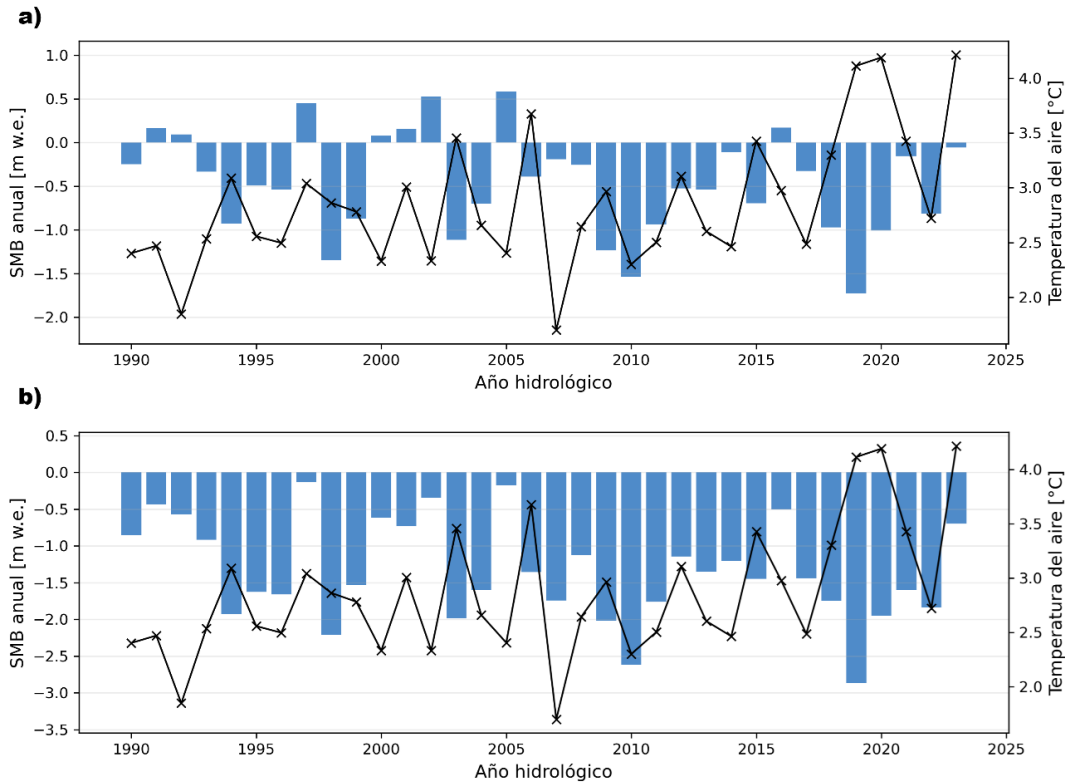 a)
1.0
0.5
0.0
−0.5
−1.0
−1.5
−2.0
SMB anual [m w.e.]
4.0
3.5
3.0
2.5
2.0
Temperatura del aire [°C]
1990 1995 2000 2005 2010 2015 2020 2025
Año hidrológico
b)
0.5
0.0
−0.5
−1.0
−1.5
−2.0
−2.5
−3.0
−3.5
SMB anual [m w.e.]
4.0
3.5
3.0
2.5
2.0
Temperatura del aire [°C]
1990 1995 2000 2005 2010 2015 2020 2025
Año hidrológico